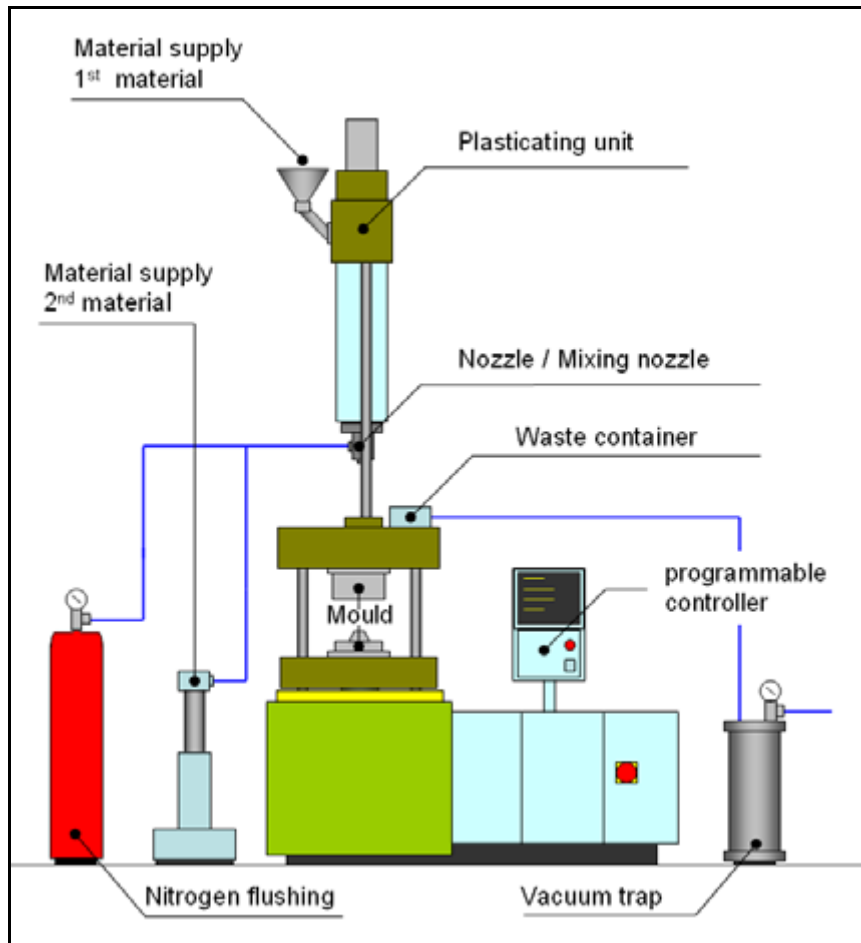 Material supply
1st material
Plasticating unit
Material supply
2nd material
Nozzle / Mixing nozzle
Waste container
programmable
controller
Mould
Nitrogen flushing
Vacuum trap